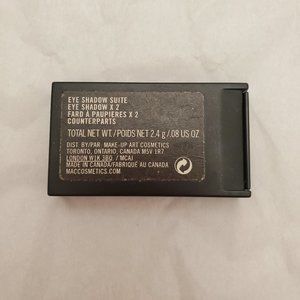 EYE SHADOW SUITE
EYE SHADOW X 2
FARD À PAUPIERES X 2
COUNTERPARTS
TOTAL NET WT./POIDS NET 2.4 g/.08 US OZ
DIST BY/PAR. MAKE-UP ART COSMETICS
TORONTO, ONTARIO, CANADA M5V 1R7
LONDON W1K 3BQ / MCAJ
MADE IN CANADA/FABRIQUÉ AU CANADA
MACCOSMETICS.COM